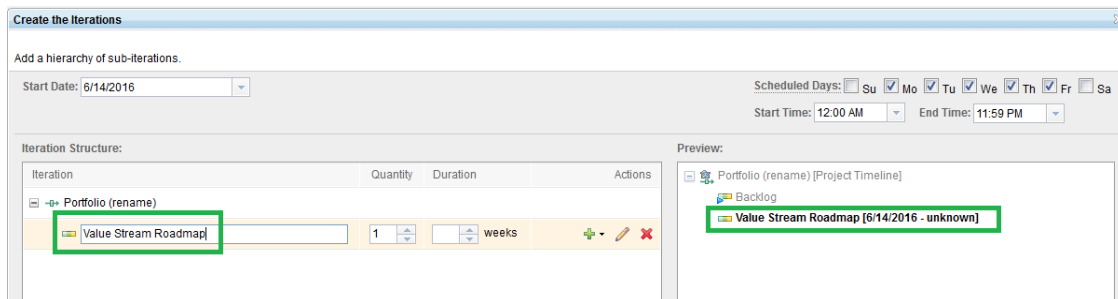 Create the Iterations
Add a hierarchy of sub-iterations.
Start Date: 6/14/2016
Scheduled Days: Su Mo Tu We Th Fr Sa
Start Time: 12:00 AM End Time: 11:59 PM
Iteration Structure:
Iteration Quantity Duration Actions
Portfolio (rename)
Value Stream Roadmap 1 weeks
Preview:
Portfolio (rename) [Project Timeline]
Backlog
Value Stream Roadmap [6/14/2016 - unknown]